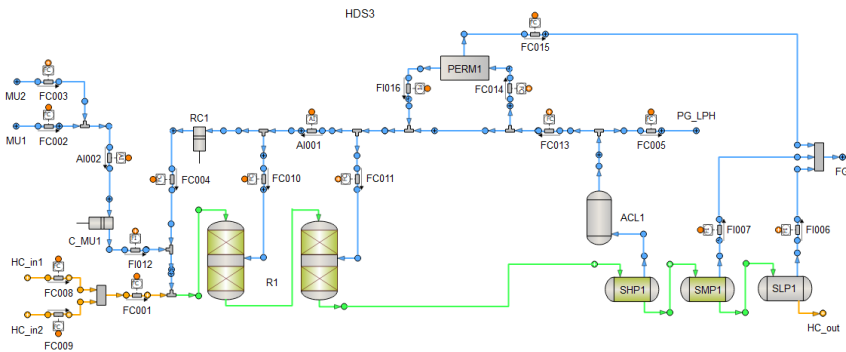 HDS3
FC015
PERM1
FI016
FC014
MU2
FC003
RC1
PG_LPH
MU1
FC002
AI001
FC013
FC005
AI002
FC004
FC010
FC011
FG
ACL1
C_MU1
FI007
FI006
FI012
R1
HC_in1
FC008
FC001
SHP1
SMP1
SLP1
HC_in2
HC_out
FC009